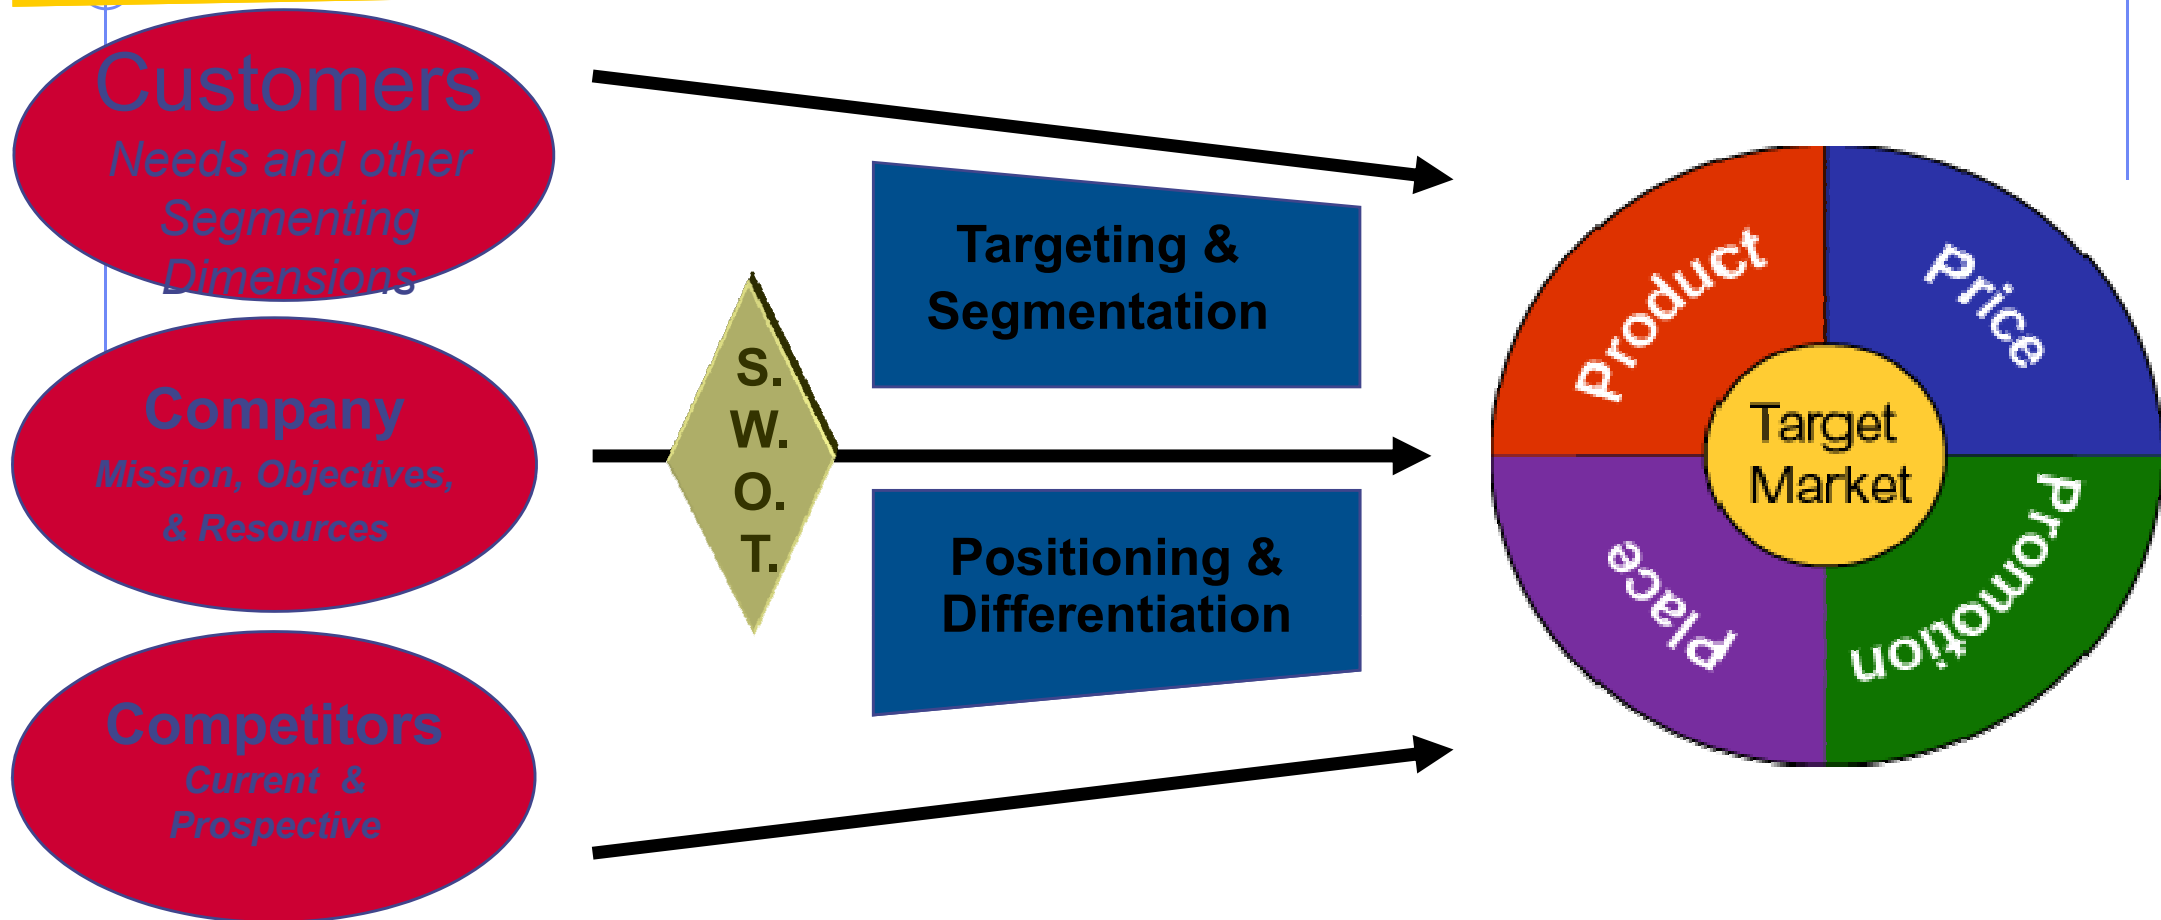 Customers
Needs and other
Segmenting
Dimensions
Company
Mission, Objectives,
& Resources
Competitors
Current &
Prospective
S.
W.
O.
T.
Targeting &
Segmentation
Positioning &
Differentiation
Product
Price
Target
Market
Place
Promotion